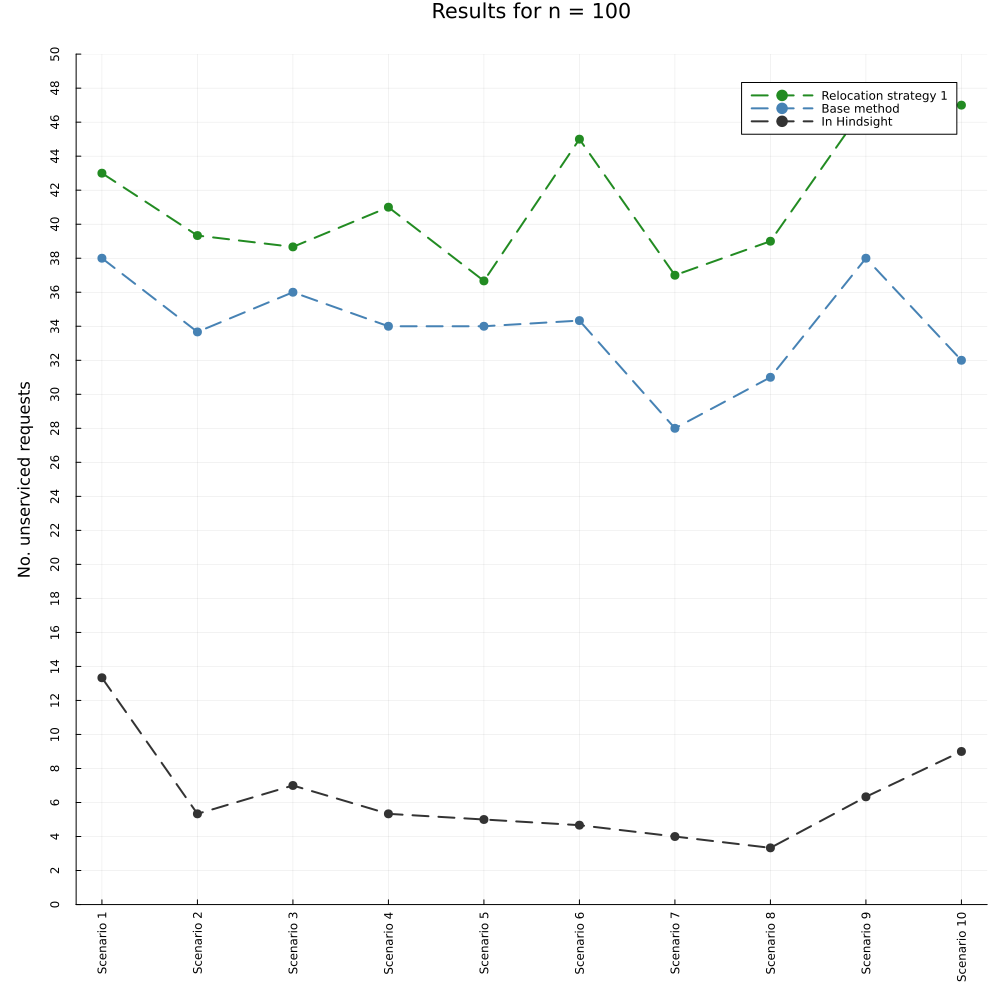 Results for n = 100
50
48
46
44
42
40
38
36
34
32
30
28
26
24
22
20
18
16
14
12
10
8
6
4
2
0
No. unserviced requests
Relocation strategy 1
Base method
In Hindsight
Scenario 1
Scenario 2
Scenario 3
Scenario 4
Scenario 5
Scenario 6
Scenario 7
Scenario 8
Scenario 9
Scenario 10